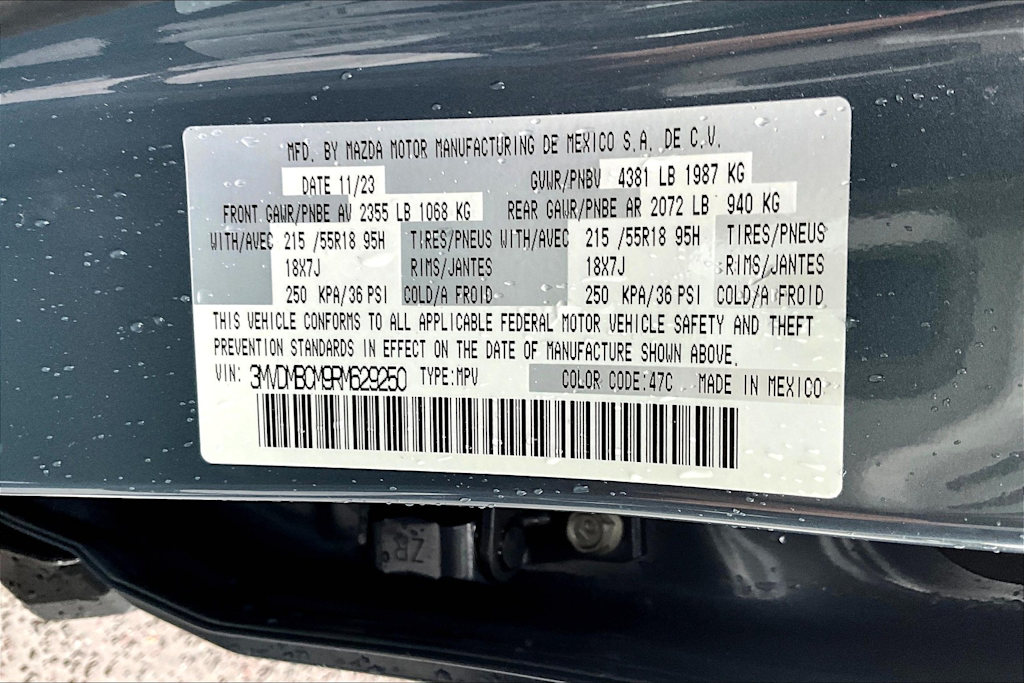 MFD. BY MAZDA MOTOR MANUFACTURING DE MEXICO S.A. DE C.V.
DATE 11/23 GVWR/PNBV 4381 LB 1987 KG
FRONT GAWR/PNBE AV 2355 LB 1068 KG REAR GAWR/PNBE AR 2072 LB 940 KG
WITH/AVEC 215 /55R18 95H TIRES/PNEUS WITH/AVEC 215 /55R18 95H TIRES/PNEUS
18X7J RIMS/JANTES 18X7J RIMS/JANTES
250 KPA/36 PSI COLD/A FROID 250 KPA/36 PSI COLD/A FROID
THIS VEHICLE CONFORMS TO ALL APPLICABLE FEDERAL MOTOR VEHICLE SAFETY AND THEFT
PREVENTION STANDARDS IN EFFECT ON THE DATE OF MANUFACTURE SHOWN ABOVE.
VIN: 3MVDMBCM9RM629250 TYPE:MPV COLOR CODE:47C MADE IN MEXICO